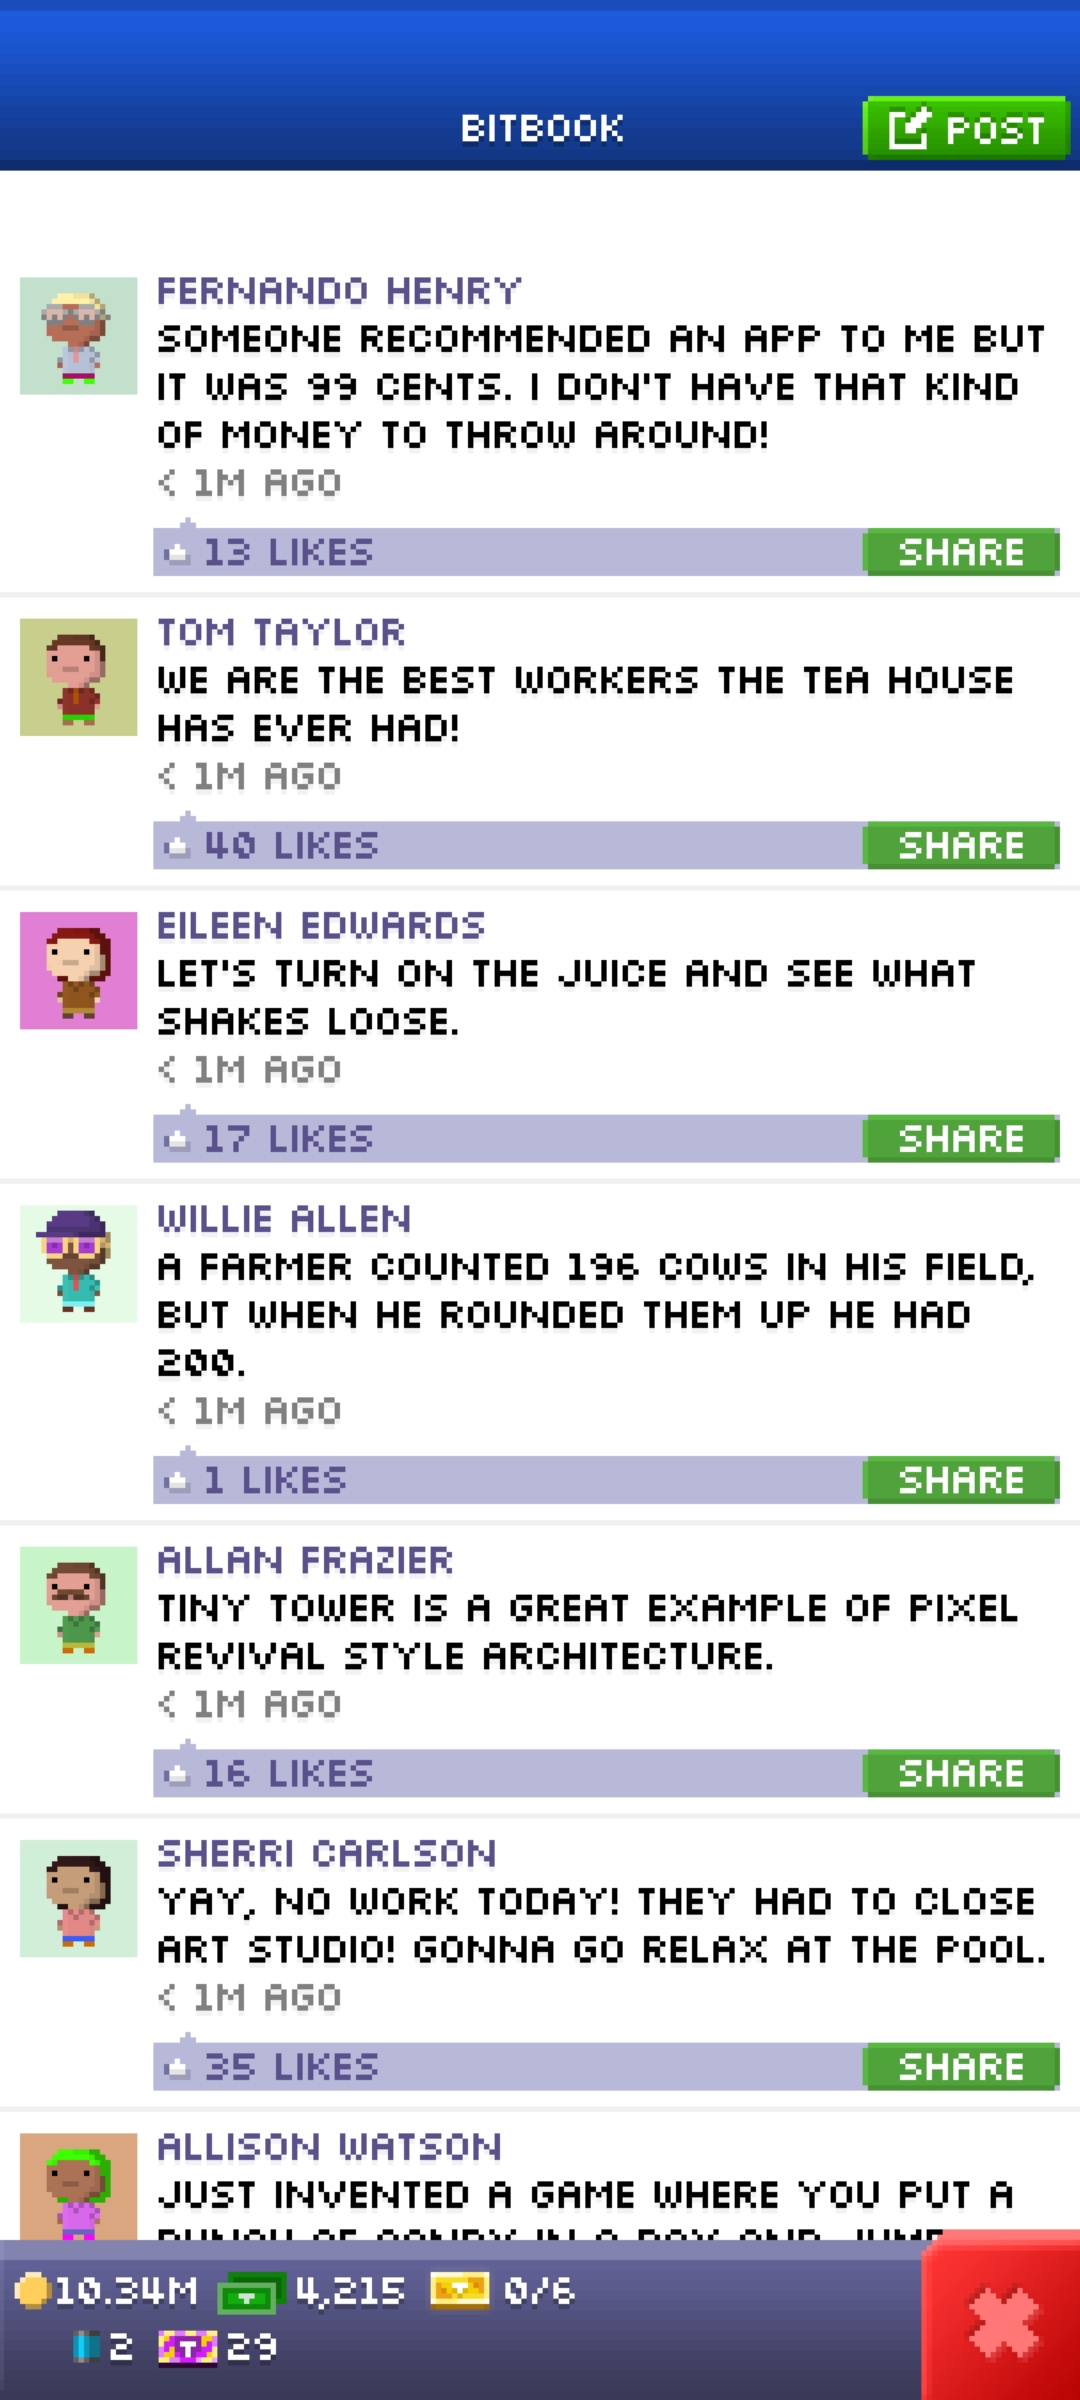 BITBOOK
POST
FERNANDO HENRY
SOMEONE RECOMMENDED AN APP TO ME BUT
IT WAS 99 CENTS. I DON'T HAVE THAT KIND
OF MONEY TO THROW AROUND!
< 1M AGO
13 LIKES
SHARE
TOM TAYLOR
WE ARE THE BEST WORKERS THE TEA HOUSE
HAS EVER HAD!
< 1M AGO
40 LIKES
SHARE
EILEEN EDWARDS
LET'S TURN ON THE JUICE AND SEE WHAT
SHAKES LOOSE.
< 1M AGO
17 LIKES
SHARE
WILLIE ALLEN
A FARMER COUNTED 196 COWS IN HIS FIELD,
BUT WHEN HE ROUNDED THEM UP HE HAD
200.
< 1M AGO
1 LIKES
SHARE
ALLAN FRAZIER
TINY TOWER IS A GREAT EXAMPLE OF PIXEL
REVIVAL STYLE ARCHITECTURE.
< 1M AGO
16 LIKES
SHARE
SHERRI CARLSON
YAY, NO WORK TODAY! THEY HAD TO CLOSE
ART STUDIO! GONNA GO RELAX AT THE POOL.
< 1M AGO
35 LIKES
SHARE
ALLISON WATSON
JUST INVENTED A GAME WHERE YOU PUT A
10.34M 4,215 0/6
2 29